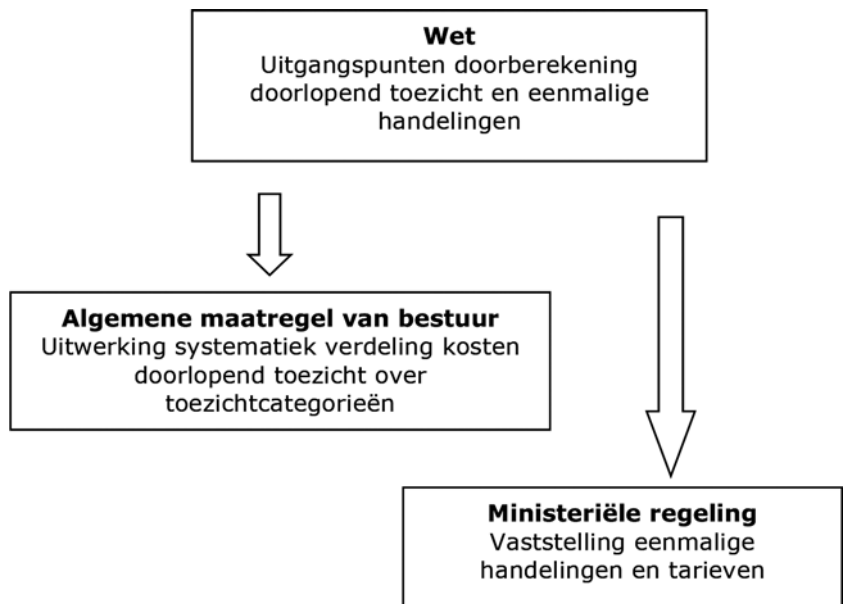 Wet
Uitgangspunten doorberekening
doorlopend toezicht en eenmalige
handelingen
Algemene maatregel van bestuur
Uitwerking systematiek verdeling kosten
doorlopend toezicht over
toezichtcategorieën
Ministeriële regeling
Vaststelling eenmalige
handelingen en tarieven